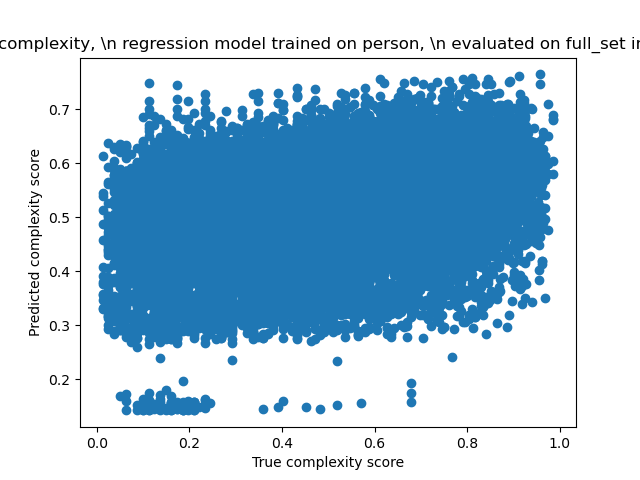 complexity, \n regression model trained on person, \n evaluated on full_set
Predicted complexity score
0.7
0.6
0.5
0.4
0.3
0.2
0.0 0.2 0.4 0.6 0.8 1.0
True complexity score